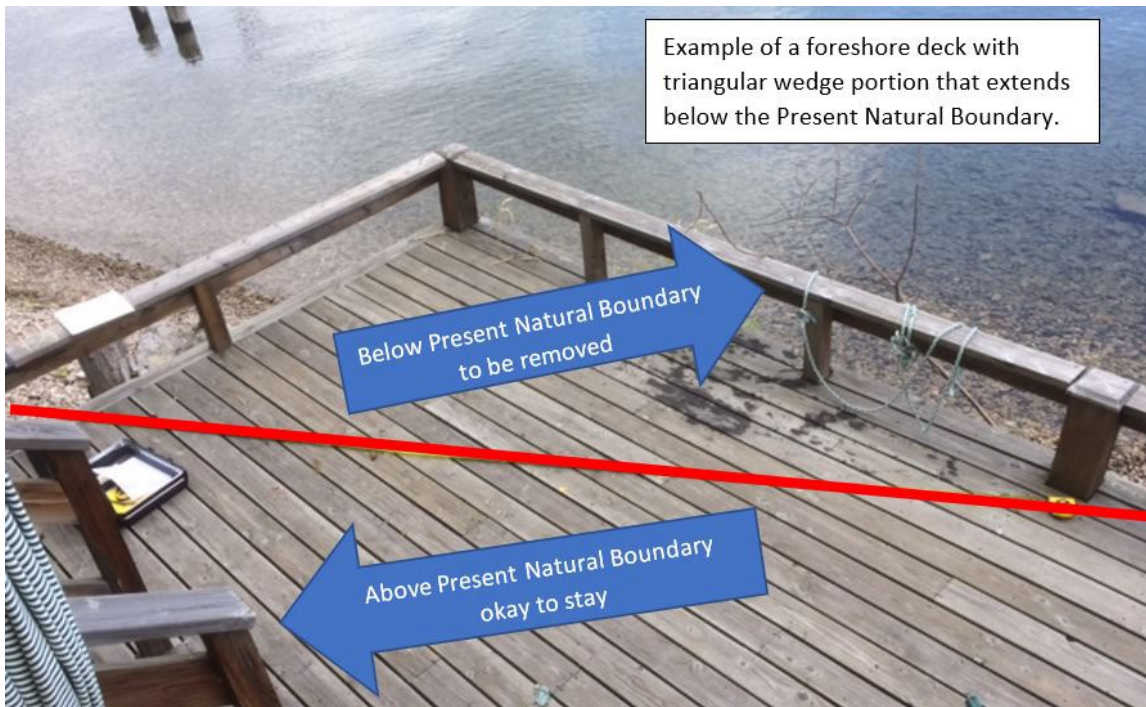 Example of a foreshore deck with
triangular wedge portion that extends
below the Present Natural Boundary.
Below Present Natural Boundary
to be removed
Above Present Natural Boundary
okay to stay